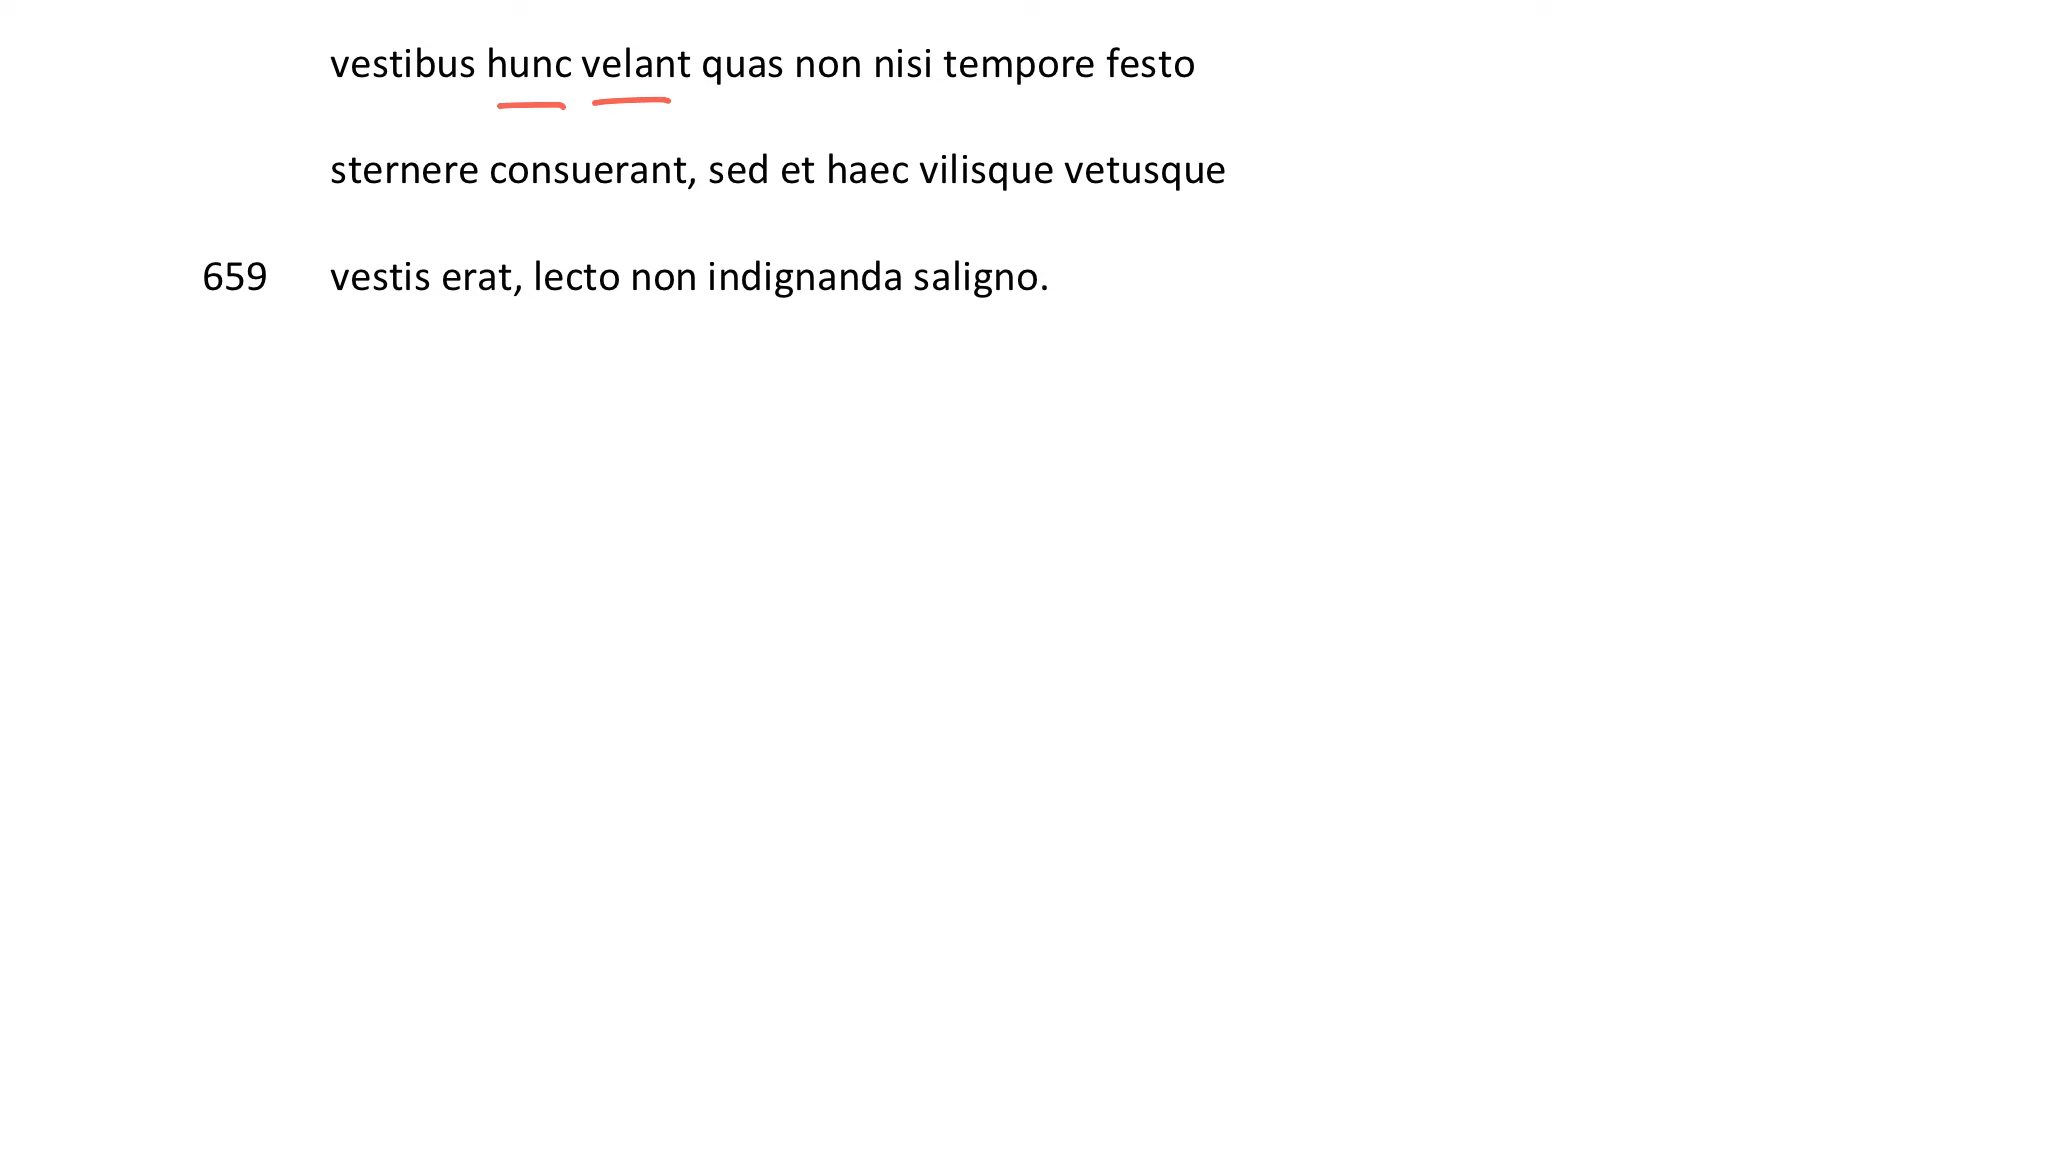 vestibus hunc velant quas non nisi tempore festo
sternere consuerant, sed et haec vilisque vetusque
659 vestis erat, lecto non indignanda saligno.